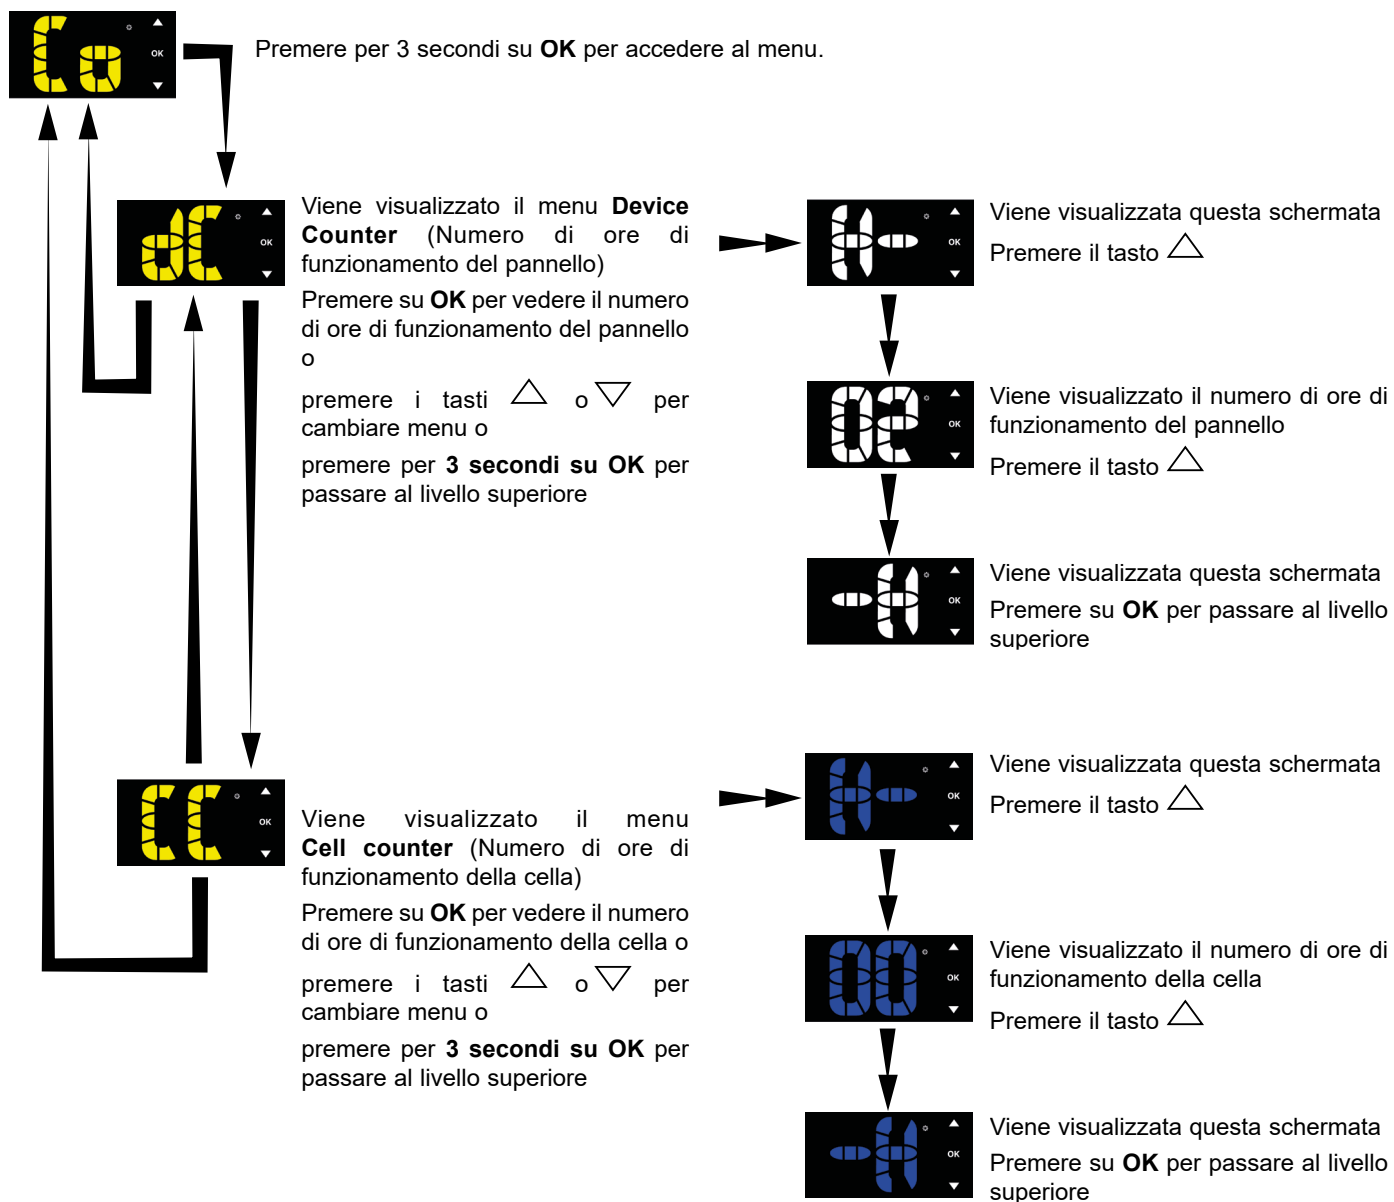 Co
OK
Premere per 3 secondi su OK per accedere al menu.
dC
OK
Viene visualizzato il menu Device
Counter (Numero di ore di
funzionamento del pannello)
Premere su OK per vedere il numero
di ore di funzionamento del pannello
o
premere i tasti △ o ▽ per
cambiare menu o
premere per 3 secondi su OK per
passare al livello superiore
H-
OK
Viene visualizzata questa schermata
Premere il tasto △
02
OK
Viene visualizzato il numero di ore di
funzionamento del pannello
Premere il tasto △
-H
OK
Viene visualizzata questa schermata
Premere su OK per passare al livello
superiore
CC
OK
Viene visualizzato il menu
Cell counter (Numero di ore di
funzionamento della cella)
Premere su OK per vedere il numero
di ore di funzionamento della cella o
premere i tasti △ o ▽ per
cambiare menu o
premere per 3 secondi su OK per
passare al livello superiore
H-
OK
Viene visualizzata questa schermata
Premere il tasto △
00
OK
Viene visualizzato il numero di ore di
funzionamento della cella
Premere il tasto △
-H
OK
Viene visualizzata questa schermata
Premere su OK per passare al livello
superiore